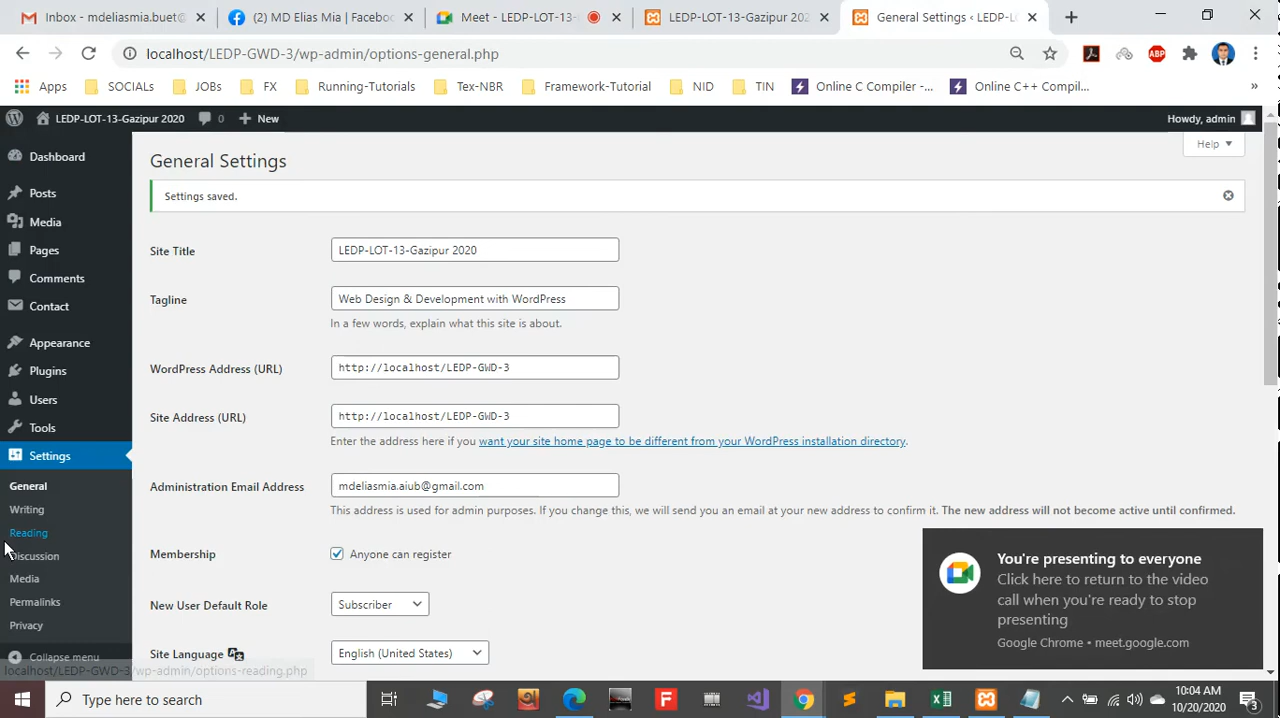 Inbox - mdeliasmia.buet@
(2) MD Elias Mia | Facebo
Meet - LEDP-LOT-13-
LEDP-LOT-13-Gazipur 202
General Settings ‹ LEDP-L
localhost/LEDP-GWD-3/wp-admin/options-general.php
ABP
Apps
SOCIALs
JOBs
FX
Running-Tutorials
Tex-NBR
Framework-Tutorial
NID
TIN
Online C Compiler -...
Online C++ Compi...
»
LEDP-LOT-13-Gazipur 2020
0
New
Howdy, admin
Help
Dashboard
Posts
Media
Pages
Comments
Contact
Appearance
Plugins
Users
Tools
Settings
General
Writing
Reading
Discussion
Media
Permalinks
Privacy
Collapse menu
localhost/LEDP-GWD-3/wp-admin/options-reading.php
General Settings
Settings saved.
Site Title
LEDP-LOT-13-Gazipur 2020
Tagline
Web Design & Development with WordPress
In a few words, explain what this site is about.
WordPress Address (URL)
http://localhost/LEDP-GWD-3
Site Address (URL)
http://localhost/LEDP-GWD-3
Enter the address here if you want your site home page to be different from your WordPress installation directory.
Administration Email Address
mdeliasmia.aiub@gmail.com
This address is used for admin purposes. If you change this, we will send you an email at your new address to confirm it. The new address will not become active until confirmed.
Membership
Anyone can register
New User Default Role
Subscriber
Site Language
English (United States)
You're presenting to everyone
Click here to return to the video
call when you're ready to stop
presenting
Google Chrome • meet.google.com
Type here to search
F
10:04 AM
10/20/2020
3